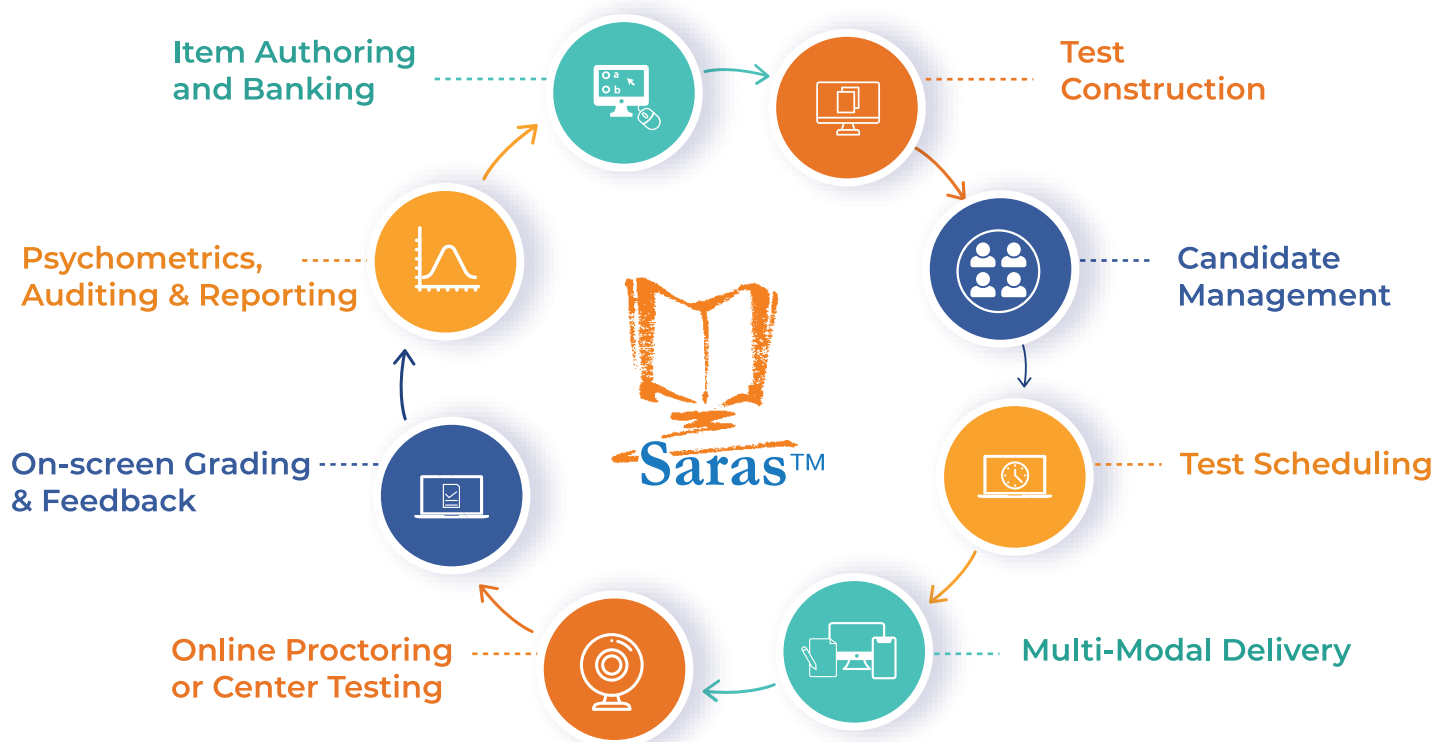 Item Authoring
and Banking
Test
Construction
Candidate
Management
Test Scheduling
Multi-Modal Delivery
Online Proctoring
or Center Testing
On-screen Grading
& Feedback
Psychometrics,
Auditing & Reporting
Saras™
a
b